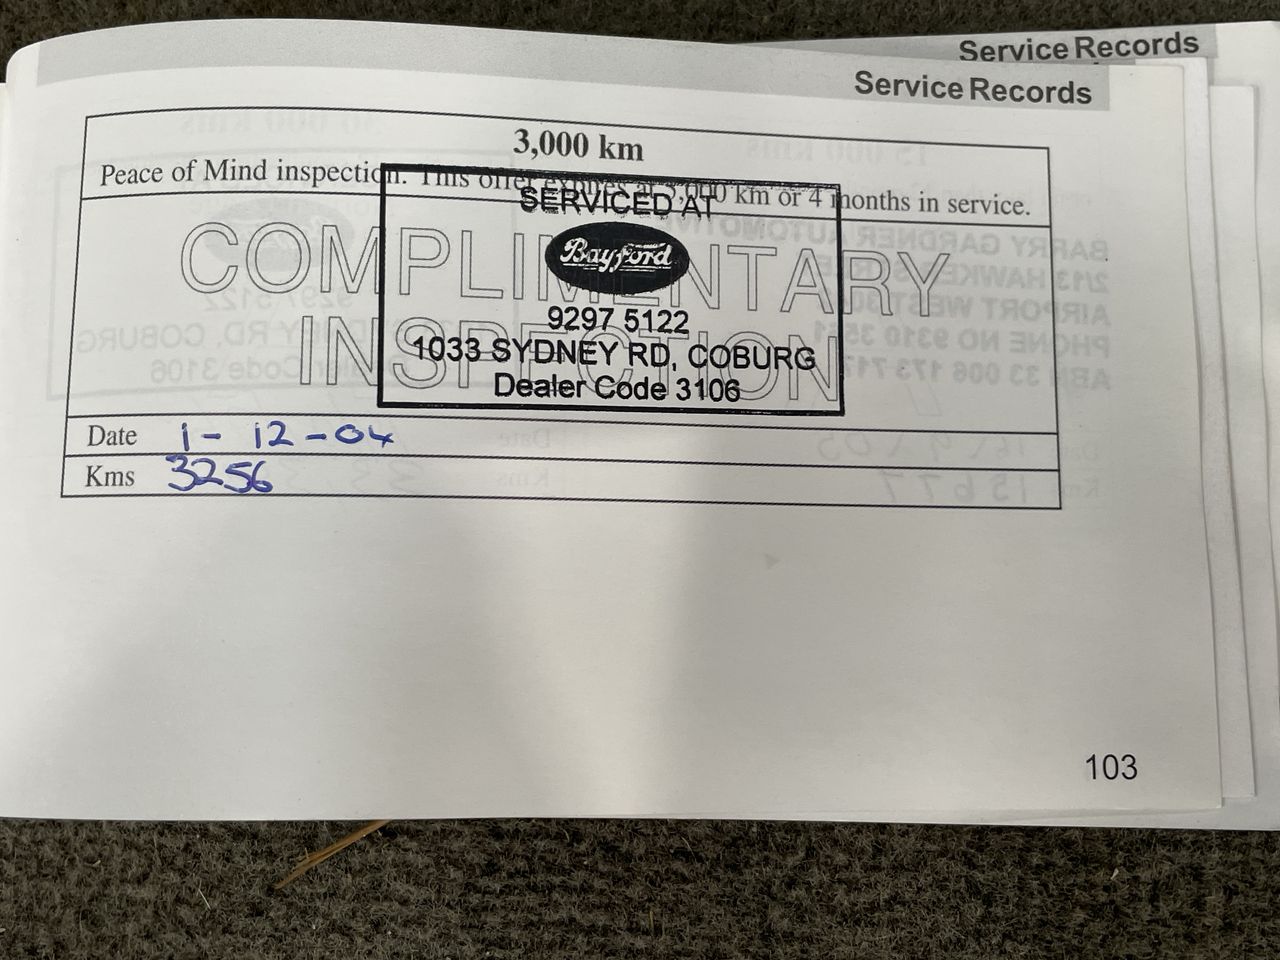 Service Records
Service Records
3,000 km
Peace of Mind inspection. This offer expires at 3,000 km or 4 months in service.
COMPLIMENTARY
INSPECTION
SERVICED AT
Bayford
9297 5122
1033 SYDNEY RD, COBURG
Dealer Code 3106
Date 1-12-04
Kms 3256
103